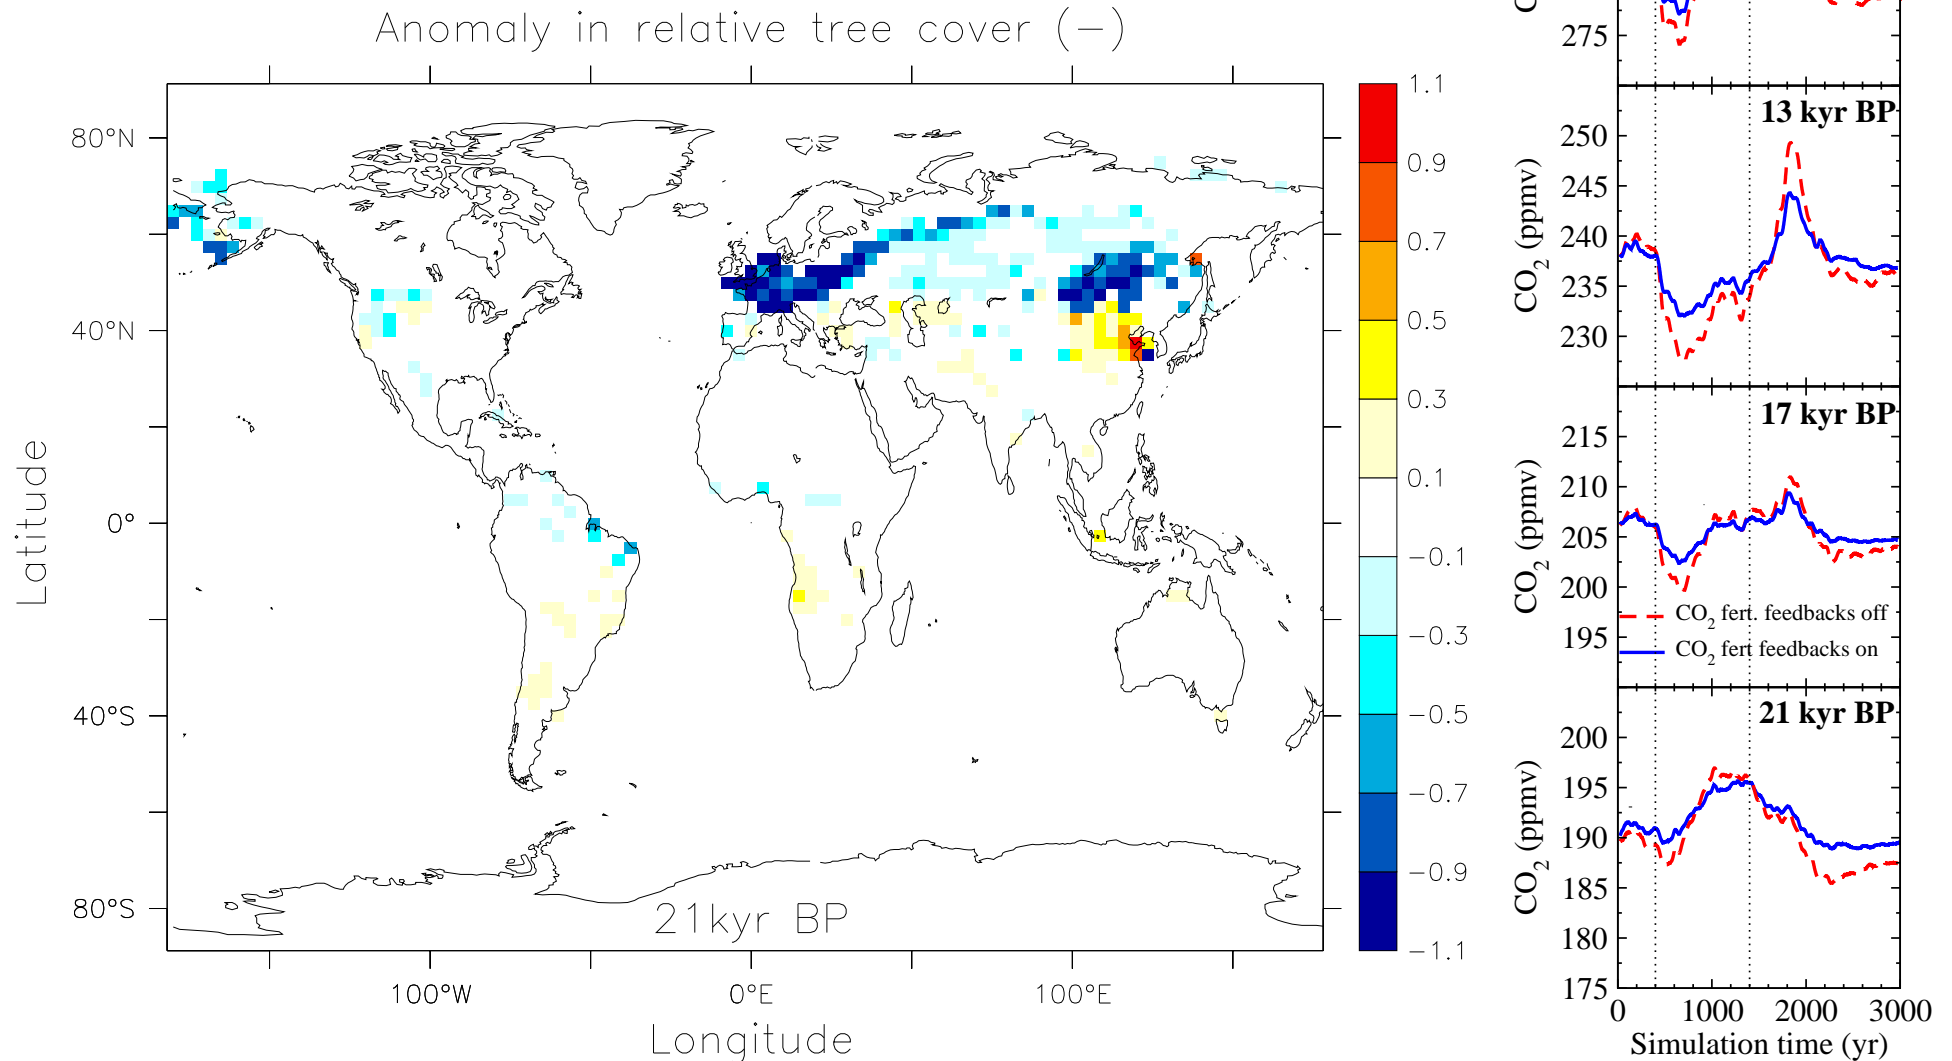 Anomaly in relative tree cover (−)
80°N
40°N
0°
40°S
80°S
Latitude
100°W
0°E
100°E
Longitude
21kyr BP
1.1
0.9
0.7
0.5
0.3
0.1
−0.1
−0.3
−0.5
−0.7
−0.9
−1.1
275
13 kyr BP
250
245
240
235
230
CO2 (ppmv)
17 kyr BP
215
210
205
200
195
CO2 (ppmv)
CO2 fert. feedbacks off
CO2 fert feedbacks on
21 kyr BP
200
195
190
185
180
175
CO2 (ppmv)
0 1000 2000 3000
Simulation time (yr)